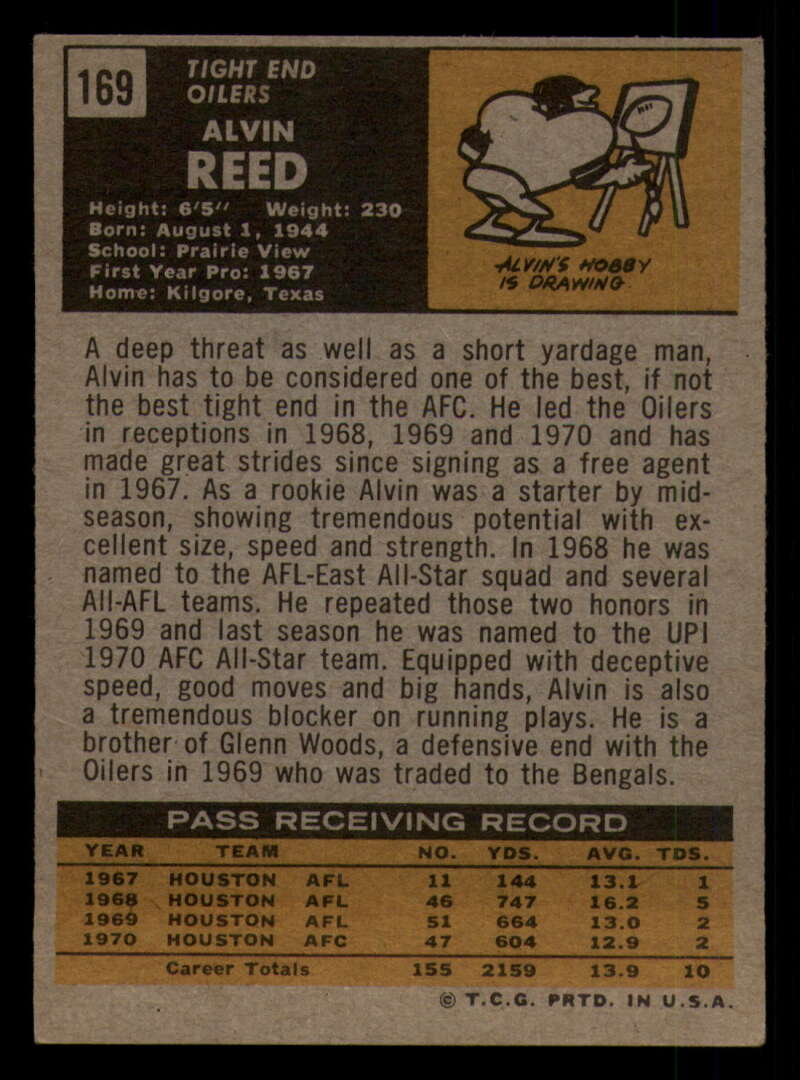 169
TIGHT END
OILERS
ALVIN
REED
Height: 6'5" Weight: 230
Born: August 1, 1944
School: Prairie View
First Year Pro: 1967
Home: Kilgore, Texas
ALVIN'S HOBBY
IS DRAWING
A deep threat as well as a short yardage man,
Alvin has to be considered one of the best, if not
the best tight end in the AFC. He led the Oilers
in receptions in 1968, 1969 and 1970 and has
made great strides since signing as a free agent
in 1967. As a rookie Alvin was a starter by mid-
season, showing tremendous potential with ex-
cellent size, speed and strength. In 1968 he was
named to the AFL-East All-Star squad and several
All-AFL teams. He repeated those two honors in
1969 and last season he was named to the UPI
1970 AFC All-Star team. Equipped with deceptive
speed, good moves and big hands, Alvin is also
a tremendous blocker on running plays. He is a
brother of Glenn Woods, a defensive end with the
Oilers in 1969 who was traded to the Bengals.
PASS RECEIVING RECORD
YEAR TEAM NO. YDS. AVG. TDS.
1967 HOUSTON AFL 11 144 13.1 1
1968 HOUSTON AFL 46 747 16.2 5
1969 HOUSTON AFL 51 664 13.0 2
1970 HOUSTON AFC 47 604 12.9 2
Career Totals 155 2159 13.9 10
© T.C.G. PRTD. IN U.S.A.